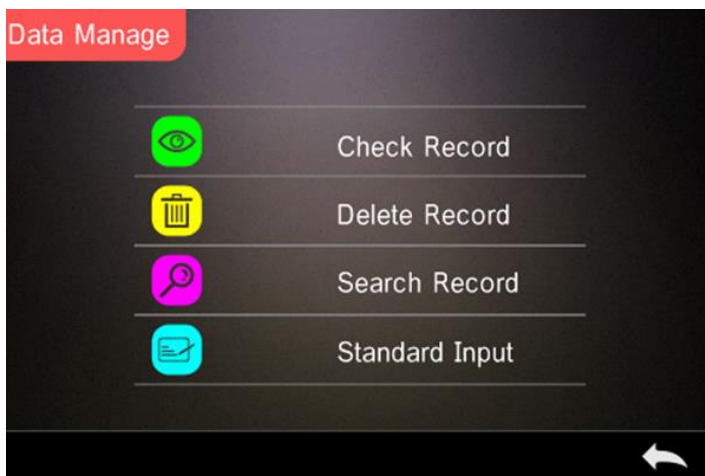 Data Manage
Check Record
Delete Record
Search Record
Standard Input